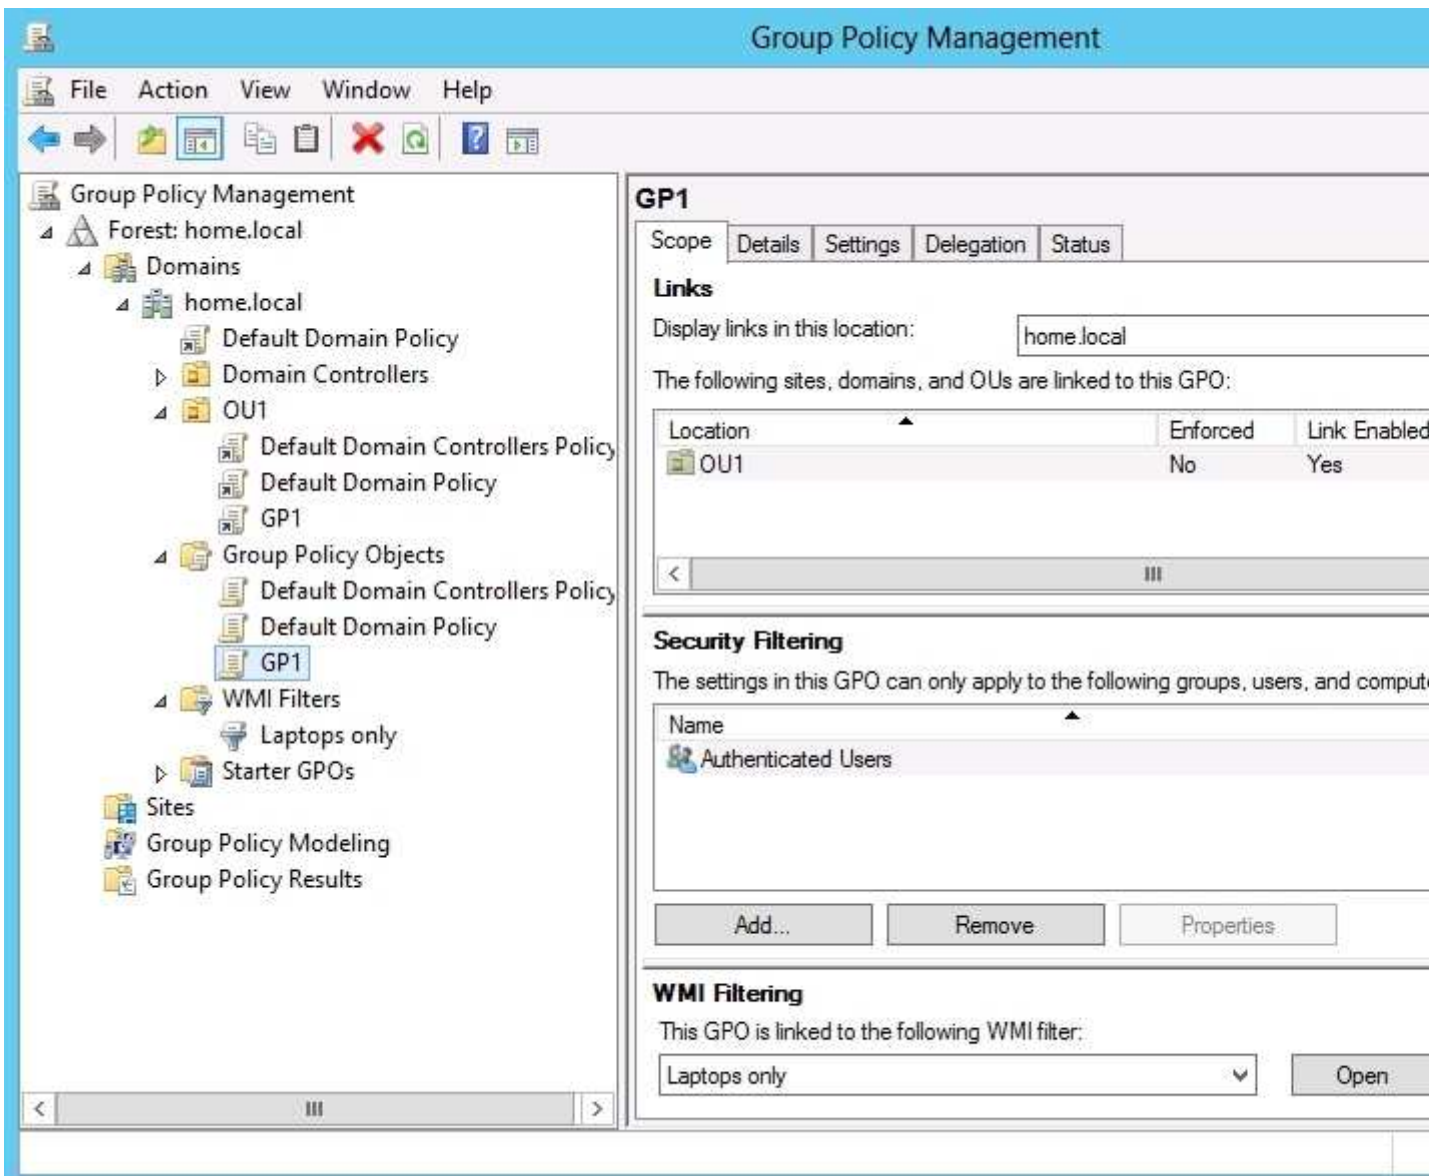 Group Policy Management
File Action View Window Help
Group Policy Management
Forest: home.local
Domains
home.local
Default Domain Policy
Domain Controllers
OU1
Default Domain Controllers Policy
Default Domain Policy
GP1
Group Policy Objects
Default Domain Controllers Policy
Default Domain Policy
GP1
WMI Filters
Laptops only
Starter GPOs
Sites
Group Policy Modeling
Group Policy Results
GP1
Scope Details Settings Delegation Status
Links
Display links in this location: home.local
The following sites, domains, and OUs are linked to this GPO:
Location Enforced Link Enabled
OU1 No Yes
Security Filtering
The settings in this GPO can only apply to the following groups, users, and compute
Name
Authenticated Users
Add... Remove Properties
WMI Filtering
This GPO is linked to the following WMI filter:
Laptops only Open